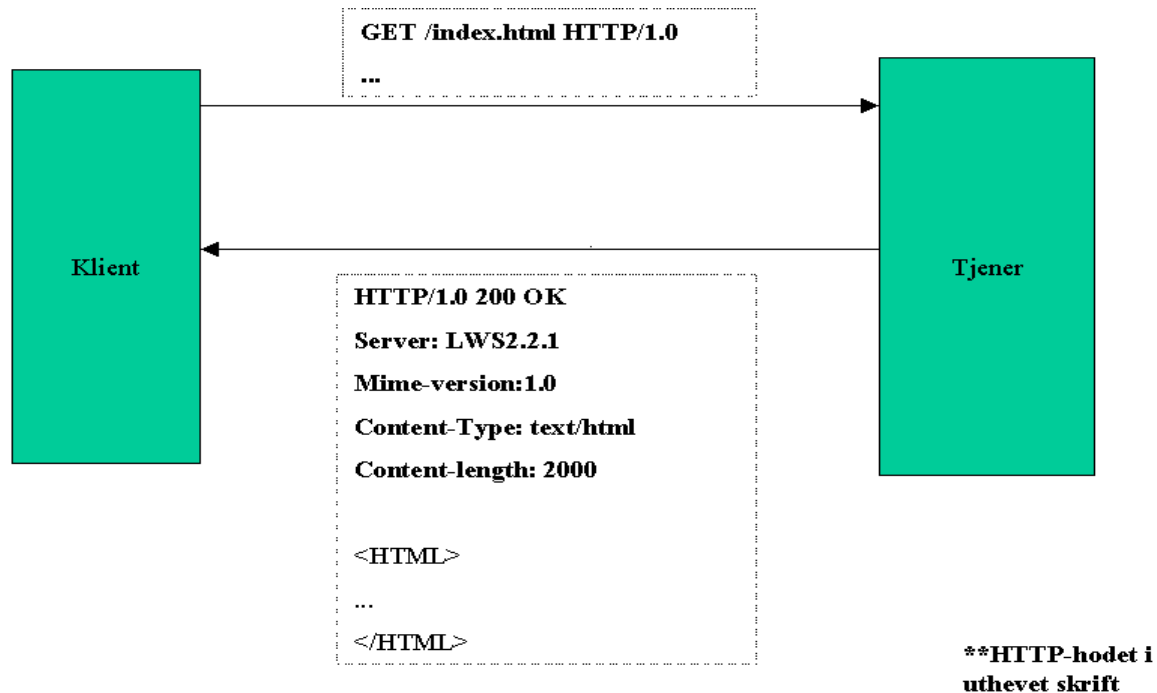 GET /index.html HTTP/1.0
...
Klient
Tjener
HTTP/1.0 200 OK
Server: LWS2.2.1
Mime-version:1.0
Content-Type: text/html
Content-length: 2000
<HTML>
...
</HTML>
**HTTP-hodet i
uthevet skrift